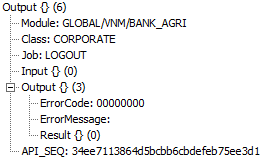 Output {} (6)
Module: GLOBAL/VNM/BANK_AGRI
Class: CORPORATE
Job: LOGOUT
Input {} (0)
Output {} (3)
ErrorCode: 00000000
ErrorMessage:
Result {} (0)
API_SEQ: 34ee7113864d5bcbb6cbdefeb75ee3d1